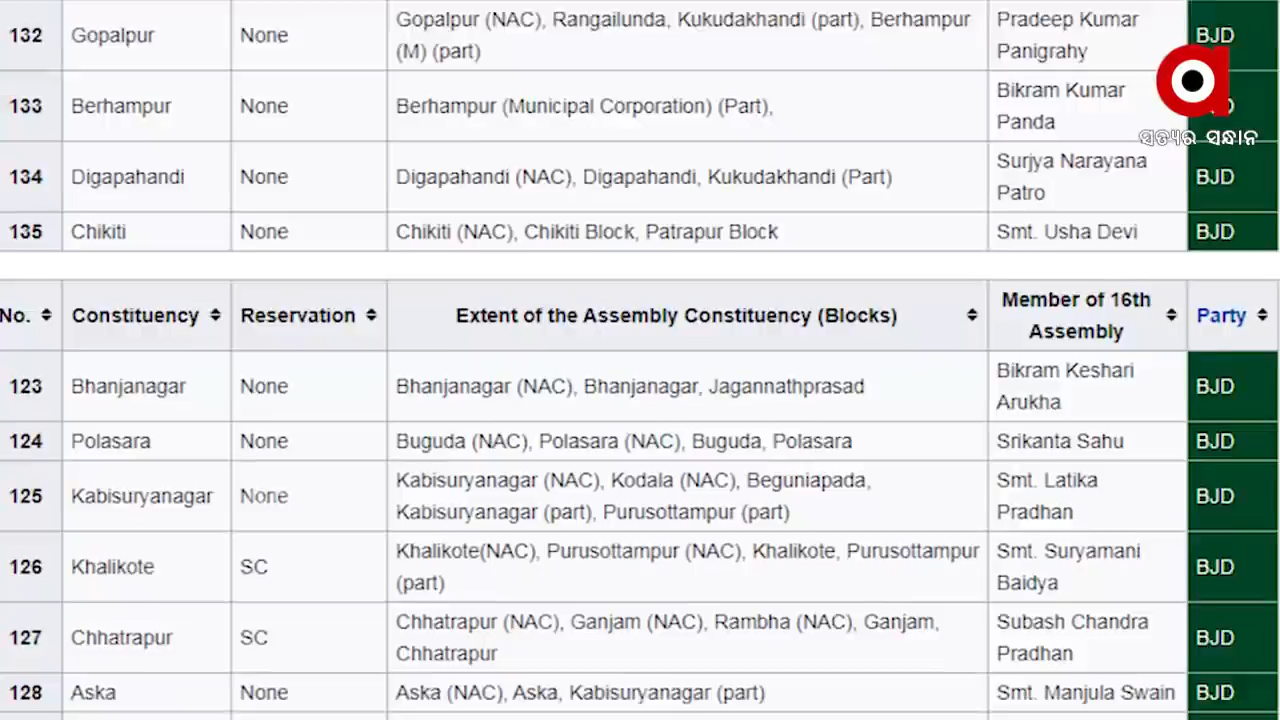 132 Gopalpur None Gopalpur (NAC), Rangailunda, Kukudakhandi (part), Berhampur (M) (part) Pradeep Kumar Panigrahy BJD
133 Berhampur None Berhampur (Municipal Corporation) (Part), Bikram Kumar Panda
ସତ୍ୟର ସନ୍ଧାନ
134 Digapahandi None Digapahandi (NAC), Digapahandi, Kukudakhandi (Part) Surjya Narayana Patro BJD
135 Chikiti None Chikiti (NAC), Chikiti Block, Patrapur Block Smt. Usha Devi BJD
No. Constituency Reservation Extent of the Assembly Constituency (Blocks) Member of 16th Assembly Party
123 Bhanjanagar None Bhanjanagar (NAC), Bhanjanagar, Jagannathprasad Bikram Keshari Arukha BJD
124 Polasara None Buguda (NAC), Polasara (NAC), Buguda, Polasara Srikanta Sahu BJD
125 Kabisuryanagar None Kabisuryanagar (NAC), Kodala (NAC), Beguniapada, Kabisuryanagar (part), Purusottampur (part) Smt. Latika Pradhan BJD
126 Khalikote SC Khalikote(NAC), Purusottampur (NAC), Khalikote, Purusottampur (part) Smt. Suryamani Baidya BJD
127 Chhatrapur SC Chhatrapur (NAC), Ganjam (NAC), Rambha (NAC), Ganjam, Chhatrapur Subash Chandra Pradhan BJD
128 Aska None Aska (NAC), Aska, Kabisuryanagar (part) Smt. Manjula Swain BJD